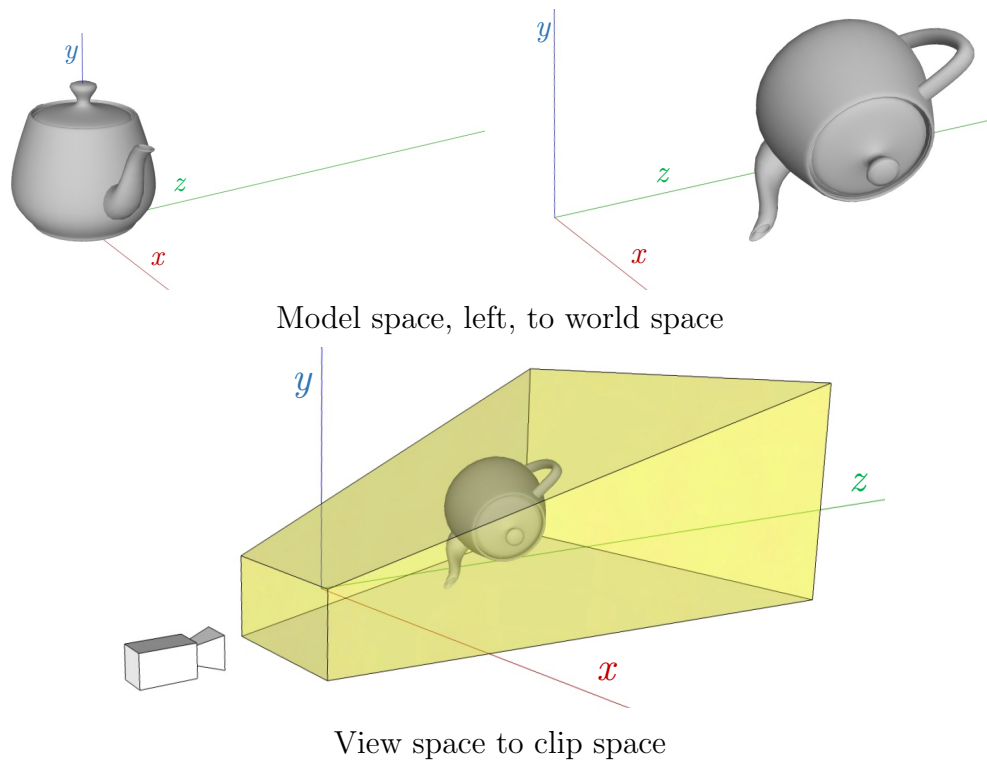 y
z
x
y
z
x
Model space, left, to world space
y
z
x
View space to clip space